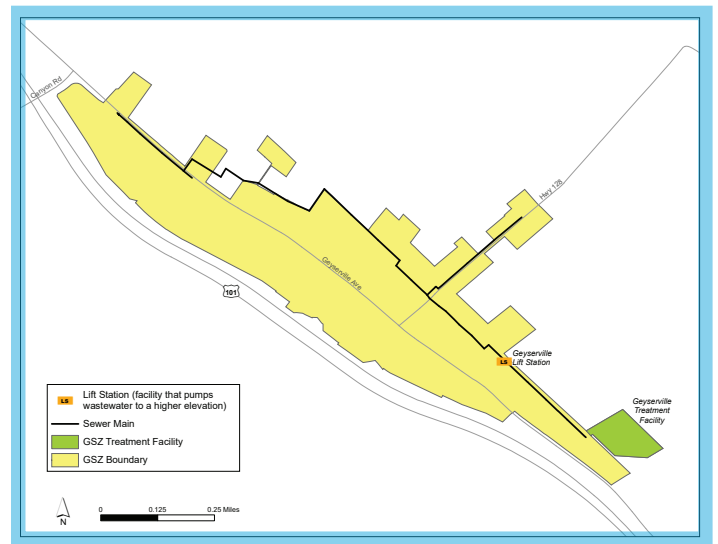 Canyon Rd
Hwy 128
Geyserville Ave
101
LS
Geyserville
Lift Station
Geyserville
Treatment
Facility
LS
Lift Station (facility that pumps
wastewater to a higher elevation)
Sewer Main
GSZ Treatment Facility
GSZ Boundary
N
0 0.125 0.25 Miles